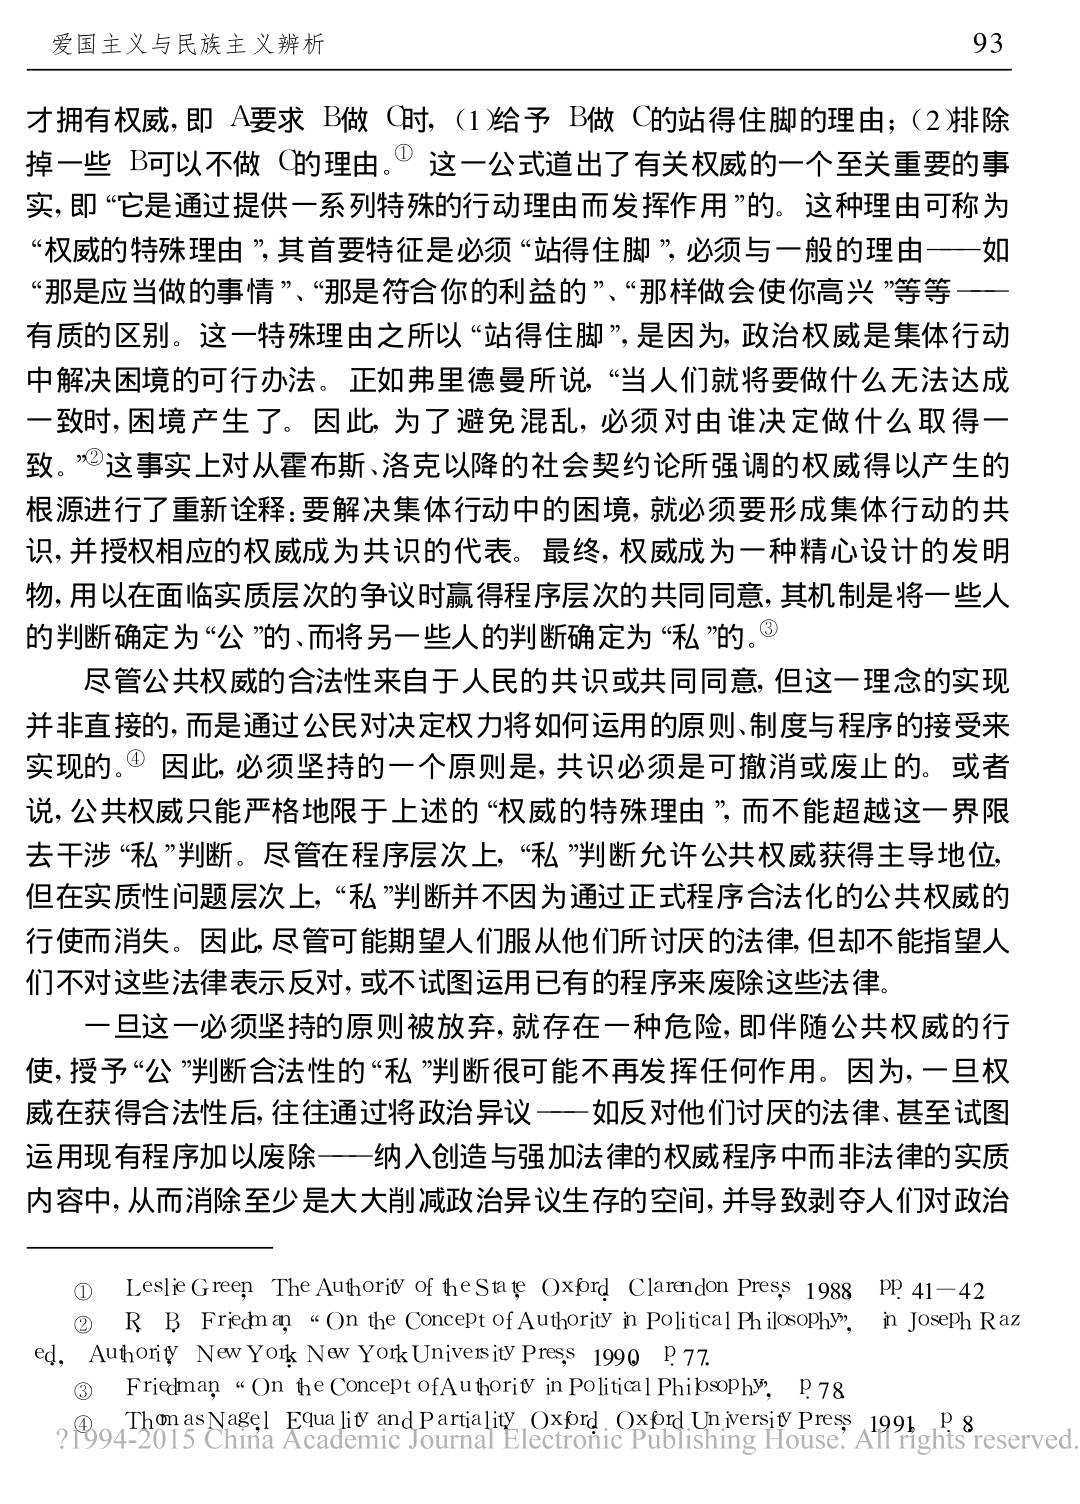 爱国主义与民族主义辨析 93
才拥有权威,即 A要求 B做 C时,(1)给予 B做 C的站得住脚的理由;(2)排除
掉一些 B可以不做 C的理由。① 这一公式道出了有关权威的一个至关重要的事
实,即“它是通过提供一系列特殊的行动理由而发挥作用”的。这种理由可称为
“权威的特殊理由”,其首要特征是必须“站得住脚”,必须与一般的理由——如
“那是应当做的事情”、“那是符合你的利益的”、“那样做会使你高兴”等等——
有质的区别。这一特殊理由之所以“站得住脚”,是因为,政治权威是集体行动
中解决困境的可行办法。正如弗里德曼所说,“当人们就将要做什么无法达成
一致时,困境产生了。因此,为了避免混乱,必须对由谁决定做什么取得一
致。”②这事实上对从霍布斯、洛克以降的社会契约论所强调的权威得以产生的
根源进行了重新诠释:要解决集体行动中的困境,就必须要形成集体行动的共
识,并授权相应的权威成为共识的代表。最终,权威成为一种精心设计的发明
物,用以在面临实质层次的争议时赢得程序层次的共同同意,其机制是将一些人
的判断确定为“公”的、而将另一些人的判断确定为“私”的。③
尽管公共权威的合法性来自于人民的共识或共同同意,但这一理念的实现
并非直接的,而是通过公民对决定权力将如何运用的原则、制度与程序的接受来
实现的。④ 因此,必须坚持的一个原则是,共识必须是可撤消或废止的。或者
说,公共权威只能严格地限于上述的“权威的特殊理由”,而不能超越这一界限
去干涉“私”判断。尽管在程序层次上,“私”判断允许公共权威获得主导地位,
但在实质性问题层次上,“私”判断并不因为通过正式程序合法化的公共权威的
行使而消失。因此,尽管可能期望人们服从他们所讨厌的法律,但却不能指望人
们不对这些法律表示反对,或不试图运用已有的程序来废除这些法律。
一旦这一必须坚持的原则被放弃,就存在一种危险,即伴随公共权威的行
使,授予“公”判断合法性的“私”判断很可能不再发挥任何作用。因为,一旦权
威在获得合法性后,往往通过将政治异议——如反对他们讨厌的法律、甚至试图
运用现有程序加以废除——纳入创造与强加法律的权威程序中而非法律的实质
内容中,从而消除至少是大大削减政治异议生存的空间,并导致剥夺人们对政治
① Leslie Green, The Authority of the State, Oxford: Clarendon Press, 1988, pp. 41—42.
② R. B. Friedman, “On the Concept of Authority in Political Philosophy”, in Joseph Raz
ed., Authority, New York: New York University Press, 1990, p. 77.
③ Friedman, “On the Concept of Authority in Political Philosophy”, p. 78.
④ Thomas Nagel, Equality and Partiality, Oxford: Oxford University Press, 1991, p. 8.
?1994-2015 China Academic Journal Electronic Publishing House. All rights reserved.